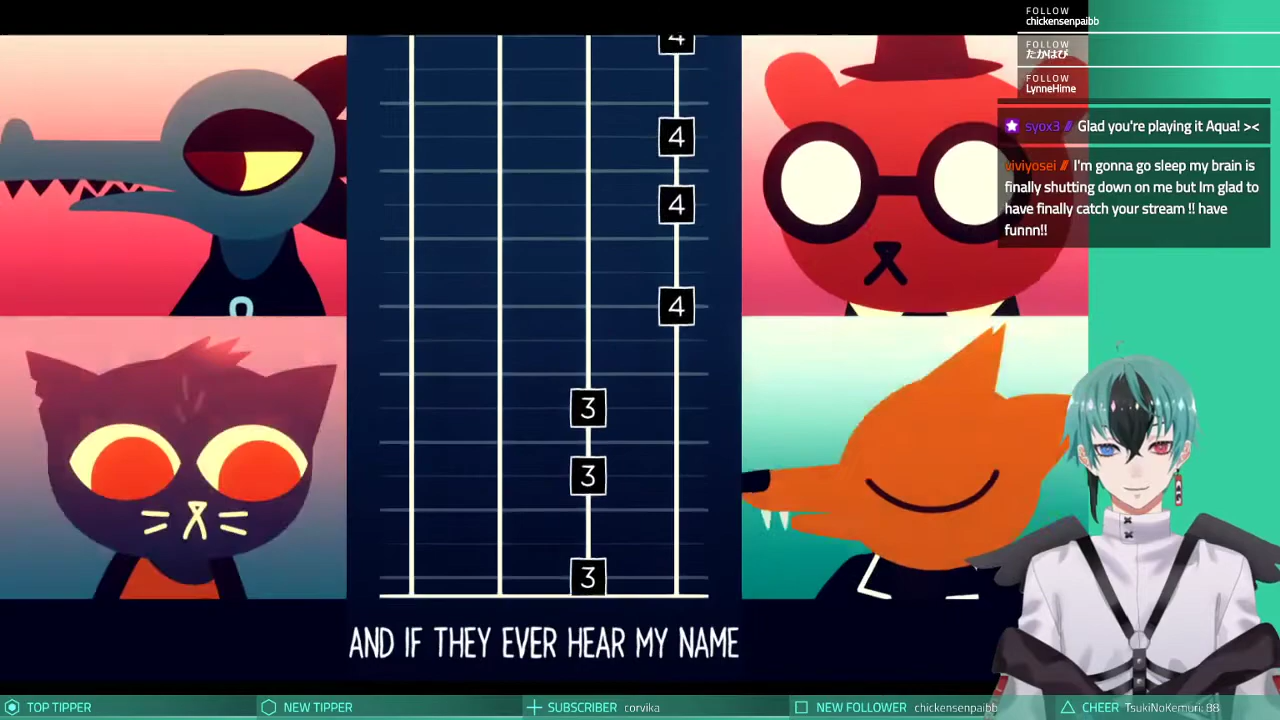 FOLLOW
chickensenpaibb
FOLLOW
たかはぴ
FOLLOW
LynneHime
syox3 // Glad you're playing it Aqua! ><
viviyosei // I'm gonna go sleep my brain is
finally shutting down on me but Im glad to
have finally catch your stream !! have
funnn!!
4
4
4
4
3
3
3
AND IF THEY EVER HEAR MY NAME
TOP TIPPER
NEW TIPPER
SUBSCRIBER corvika
NEW FOLLOWER chickensenpaibb
CHEER TsukiNoKemuri: 88